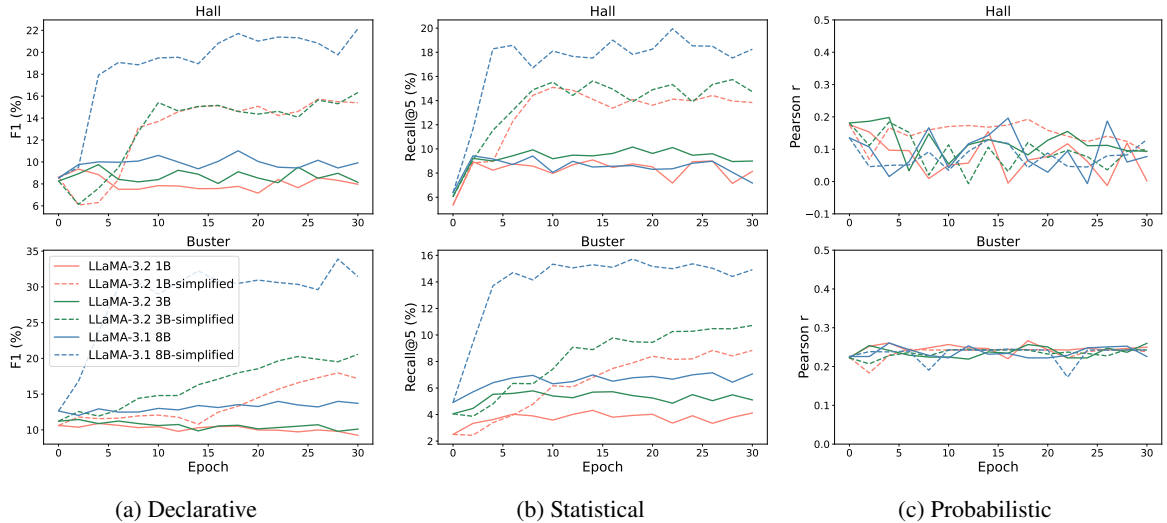 Hall
F1 (%)
22
20
18
16
14
12
10
8
6
0 5 10 15 20 25 30
Hall
Recall@5 (%)
20
18
16
14
12
10
8
6
0 5 10 15 20 25 30
Hall
Pearson r
0.5
0.4
0.3
0.2
0.1
0.0
−0.1
0 5 10 15 20 25 30
Buster
F1 (%)
35
30
25
20
15
10
LLaMA-3.2 1B
LLaMA-3.2 1B-simplified
LLaMA-3.2 3B
LLaMA-3.2 3B-simplified
LLaMA-3.1 8B
LLaMA-3.1 8B-simplified
0 5 10 15 20 25 30
Epoch
Buster
Recall@5 (%)
16
14
12
10
8
6
4
2
0 5 10 15 20 25 30
Epoch
Buster
Pearson r
0.5
0.4
0.3
0.2
0.1
0.0
0 5 10 15 20 25 30
Epoch
(a) Declarative
(b) Statistical
(c) Probabilistic